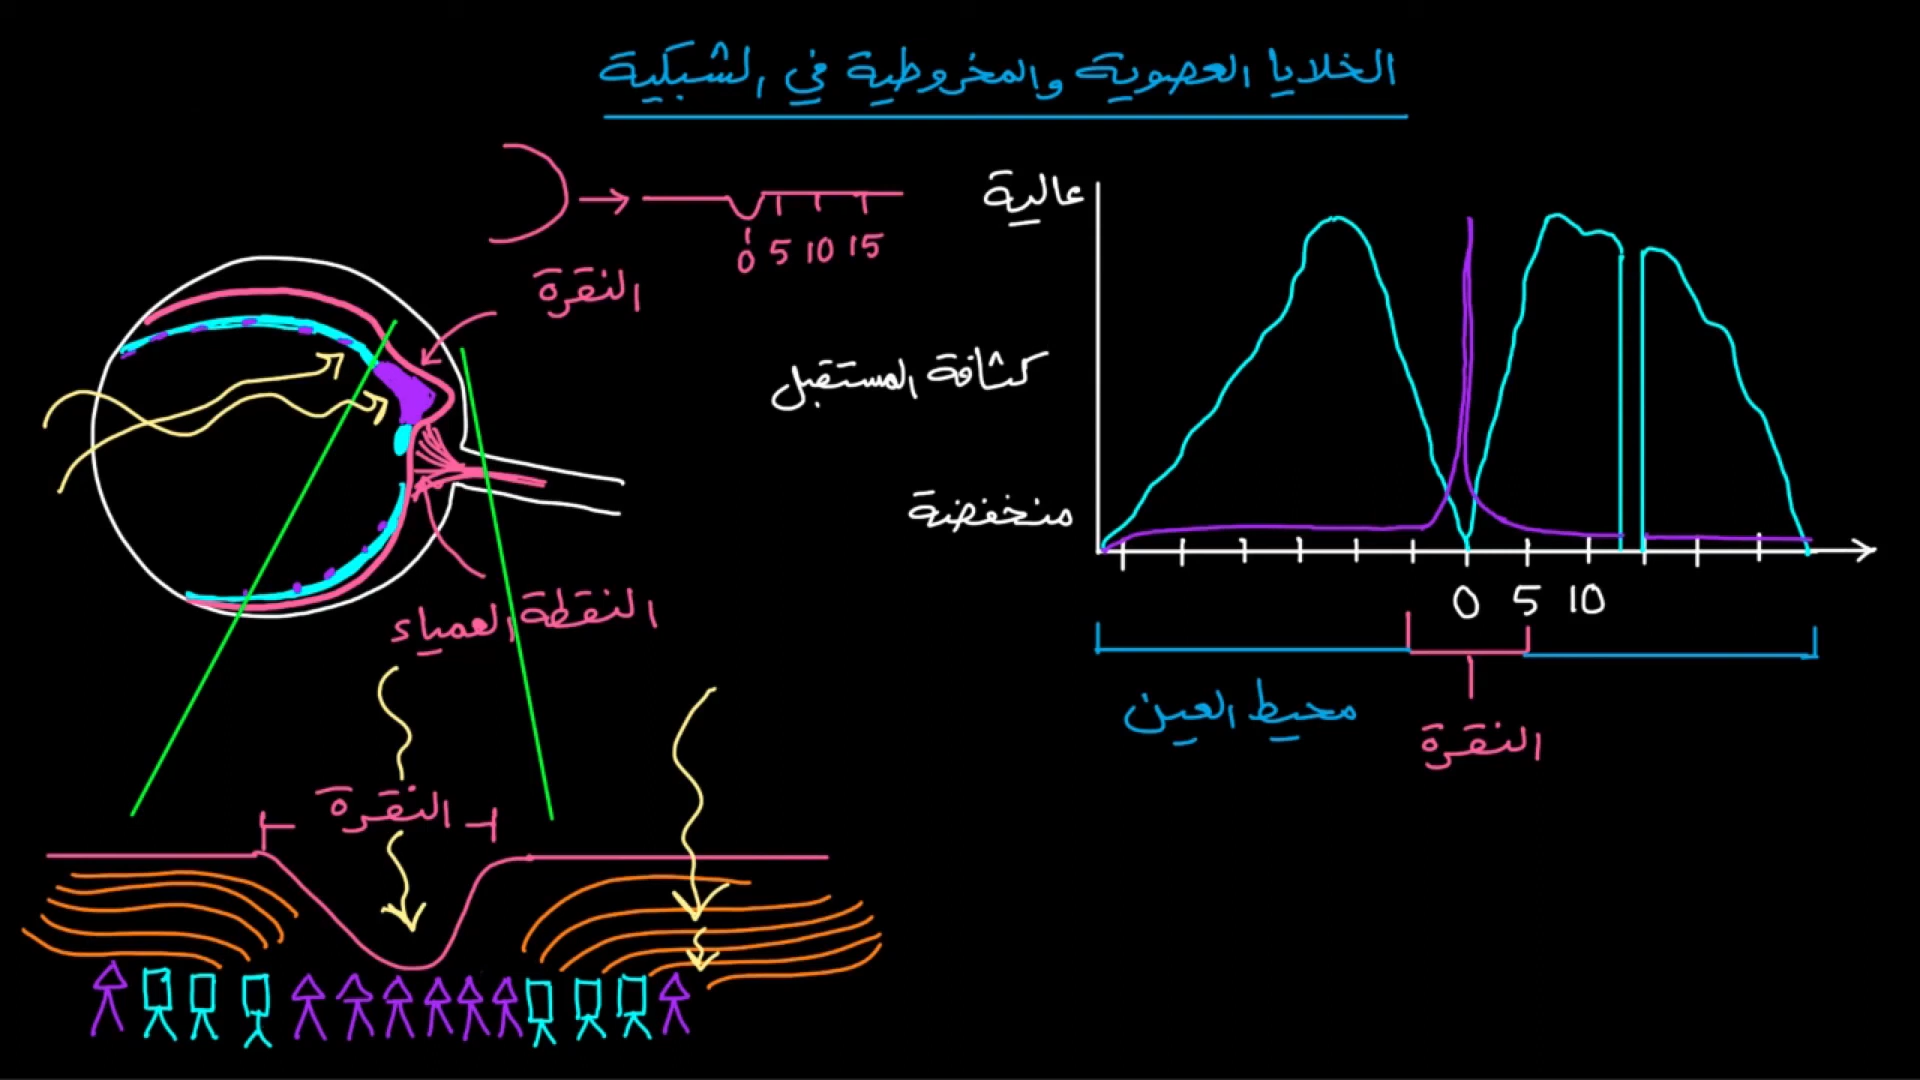 الخلايا العصوية والمخروطية في الشبكية
0 5 10 15
النقرة
النقطة العمياء
النقرة
عالية
كثافة المستقبل
منخفضة
0 5 10
محيط العين
النقرة